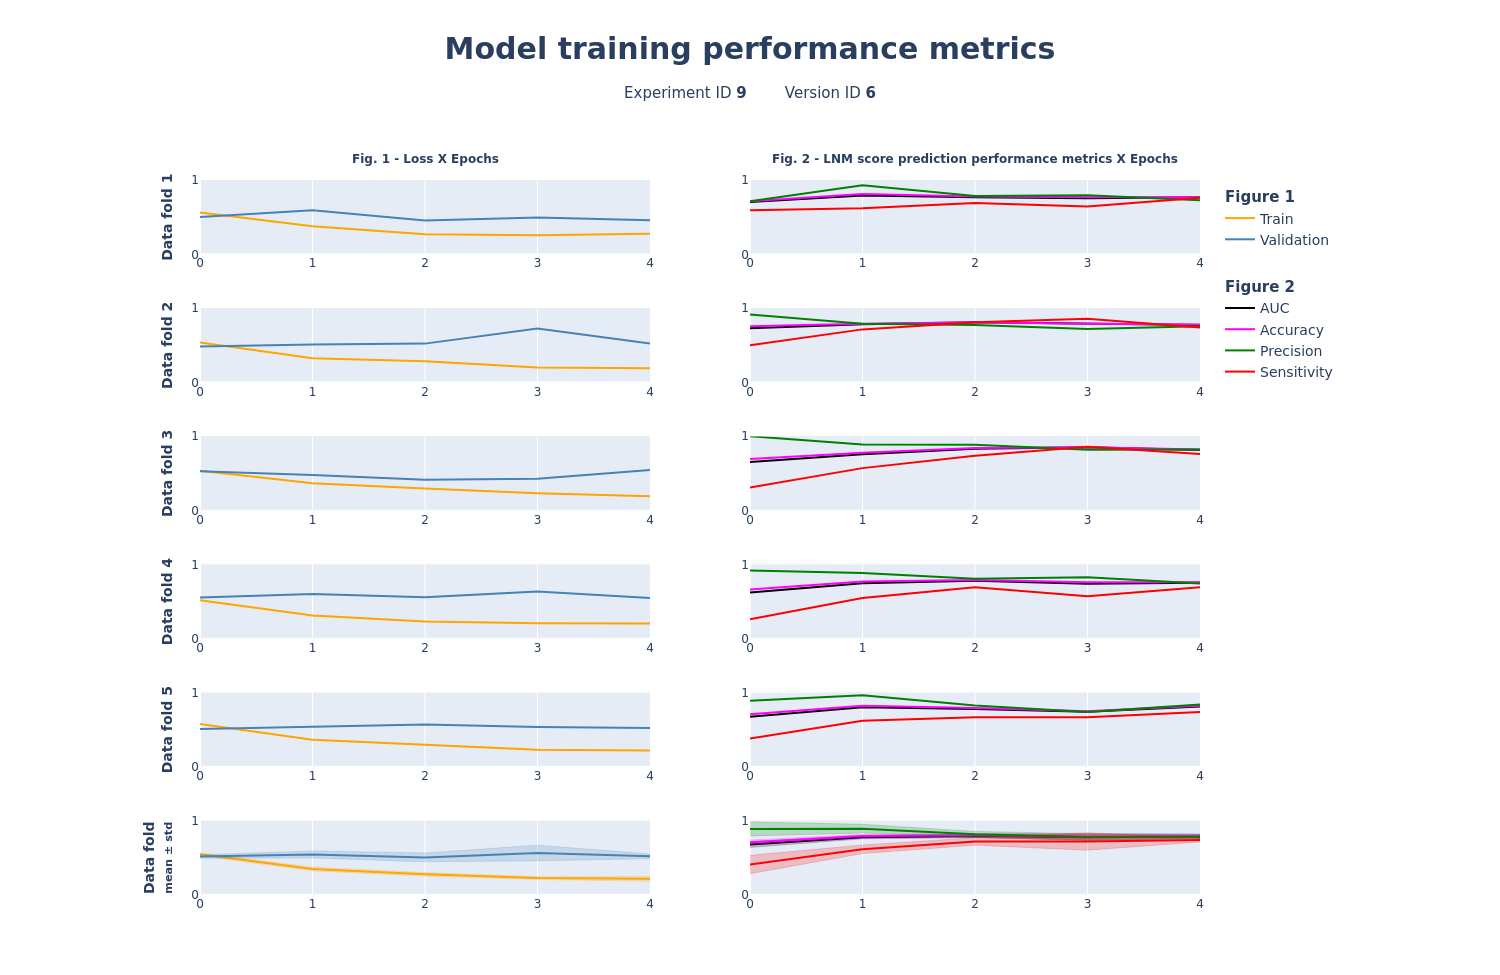 Model training performance metrics
Experiment ID 9 Version ID 6
Fig. 1 - Loss X Epochs
Fig. 2 - LNM score prediction performance metrics X Epochs
Data fold 1
1
0
0 1 2 3 4
1
0
0 1 2 3 4
Figure 1
Train
Validation
Figure 2
AUC
Accuracy
Precision
Sensitivity
Data fold 2
1
0
0 1 2 3 4
1
0
0 1 2 3 4
Data fold 3
1
0
0 1 2 3 4
1
0
0 1 2 3 4
Data fold 4
1
0
0 1 2 3 4
1
0
0 1 2 3 4
Data fold 5
1
0
0 1 2 3 4
1
0
0 1 2 3 4
Data fold
mean ± std
1
0
0 1 2 3 4
1
0
0 1 2 3 4